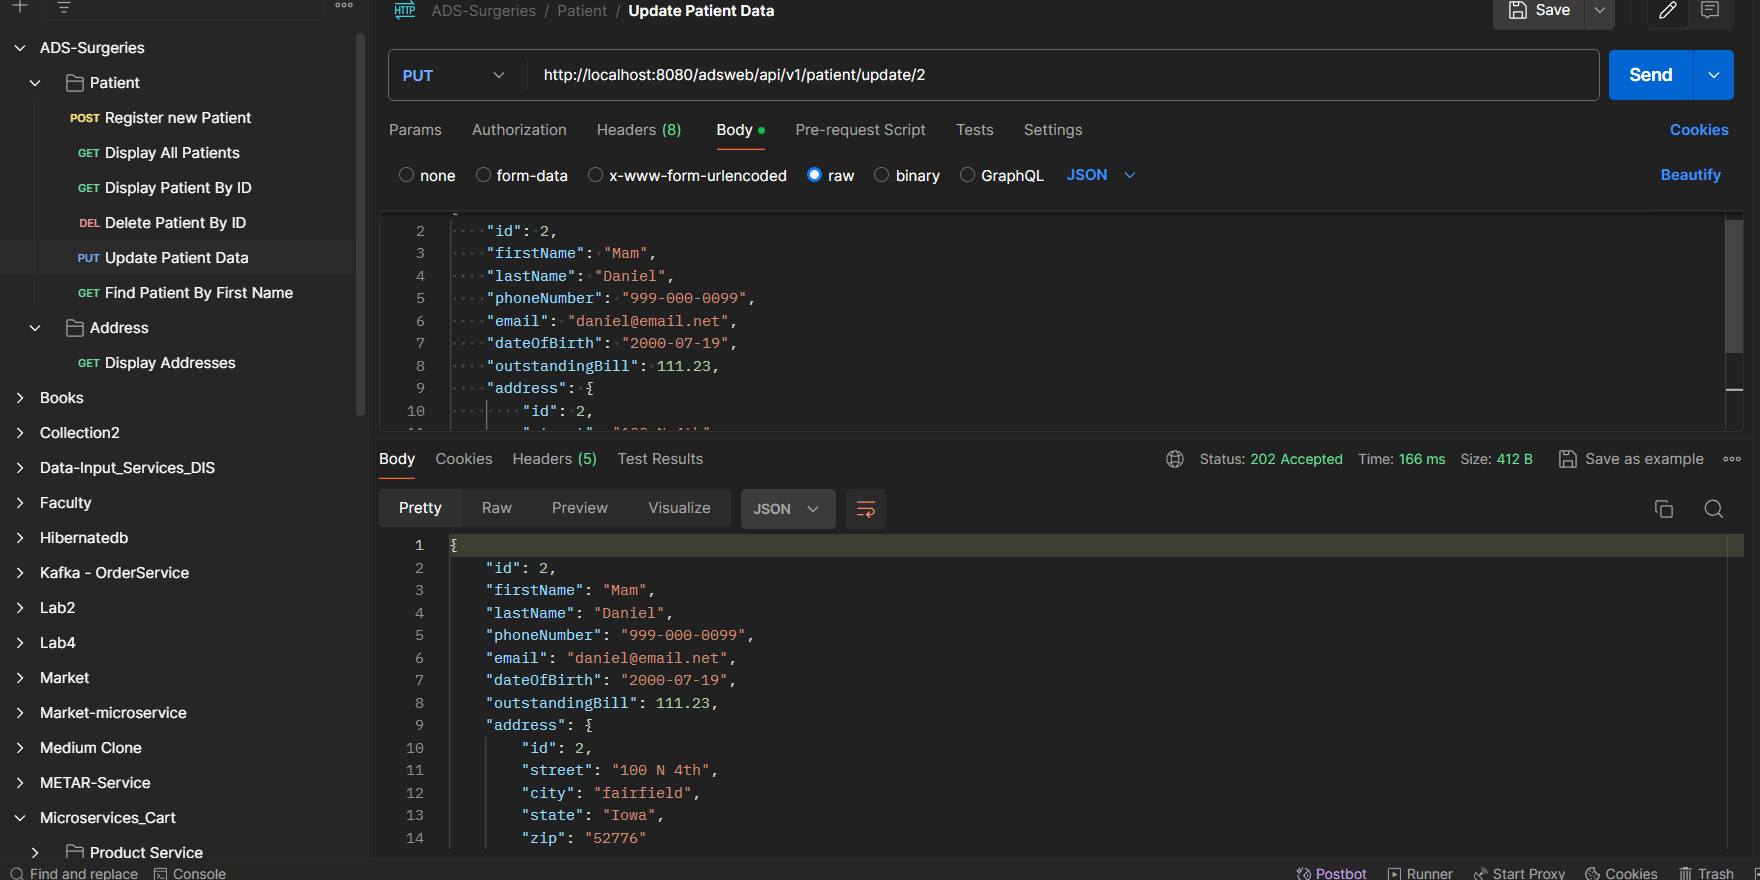 ADS-Surgeries / Patient / Update Patient Data
Save
ADS-Surgeries
Patient
POST Register new Patient
GET Display All Patients
GET Display Patient By ID
DEL Delete Patient By ID
PUT Update Patient Data
GET Find Patient By First Name
Address
GET Display Addresses
Books
Collection2
Data-Input_Services_DIS
Faculty
Hibernatedb
Kafka - OrderService
Lab2
Lab4
Market
Market-microservice
Medium Clone
METAR-Service
Microservices_Cart
Product Service
HTTP
PUT http://localhost:8080/adsweb/api/v1/patient/update/2 Send
Params Authorization Headers (8) Body Pre-request Script Tests Settings Cookies
none form-data x-www-form-urlencoded raw binary GraphQL JSON Beautify
2 "id": 2,
3 "firstName": "Mam",
4 "lastName": "Daniel",
5 "phoneNumber": "999-000-0099",
6 "email": "daniel@email.net",
7 "dateOfBirth": "2000-07-19",
8 "outstandingBill": 111.23,
9 "address": {
10 "id": 2,
Body Cookies Headers (5) Test Results Status: 202 Accepted Time: 166 ms Size: 412 B Save as example
Pretty Raw Preview Visualize JSON
1 {
2 "id": 2,
3 "firstName": "Mam",
4 "lastName": "Daniel",
5 "phoneNumber": "999-000-0099",
6 "email": "daniel@email.net",
7 "dateOfBirth": "2000-07-19",
8 "outstandingBill": 111.23,
9 "address": {
10 "id": 2,
11 "street": "100 N 4th",
12 "city": "fairfield",
13 "state": "Iowa",
14 "zip": "52776"
Find and replace Console Postbot Runner Start Proxy Cookies Trash